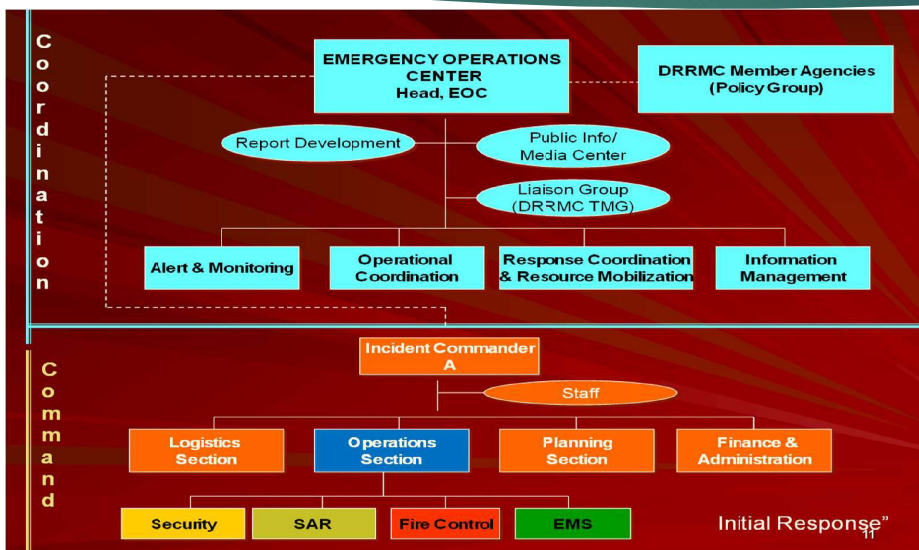 Coordination
EMERGENCY OPERATIONS
CENTER
Head, EOC
DRRMC Member Agencies
(Policy Group)
Report Development
Public Info/
Media Center
Liaison Group
(DRRMC TMG)
Alert & Monitoring
Operational
Coordination
Response Coordination
& Resource Mobilization
Information
Management
Command
Incident Commander
A
Staff
Logistics
Section
Operations
Section
Planning
Section
Finance &
Administration
Security
SAR
Fire Control
EMS
Initial Response”
11